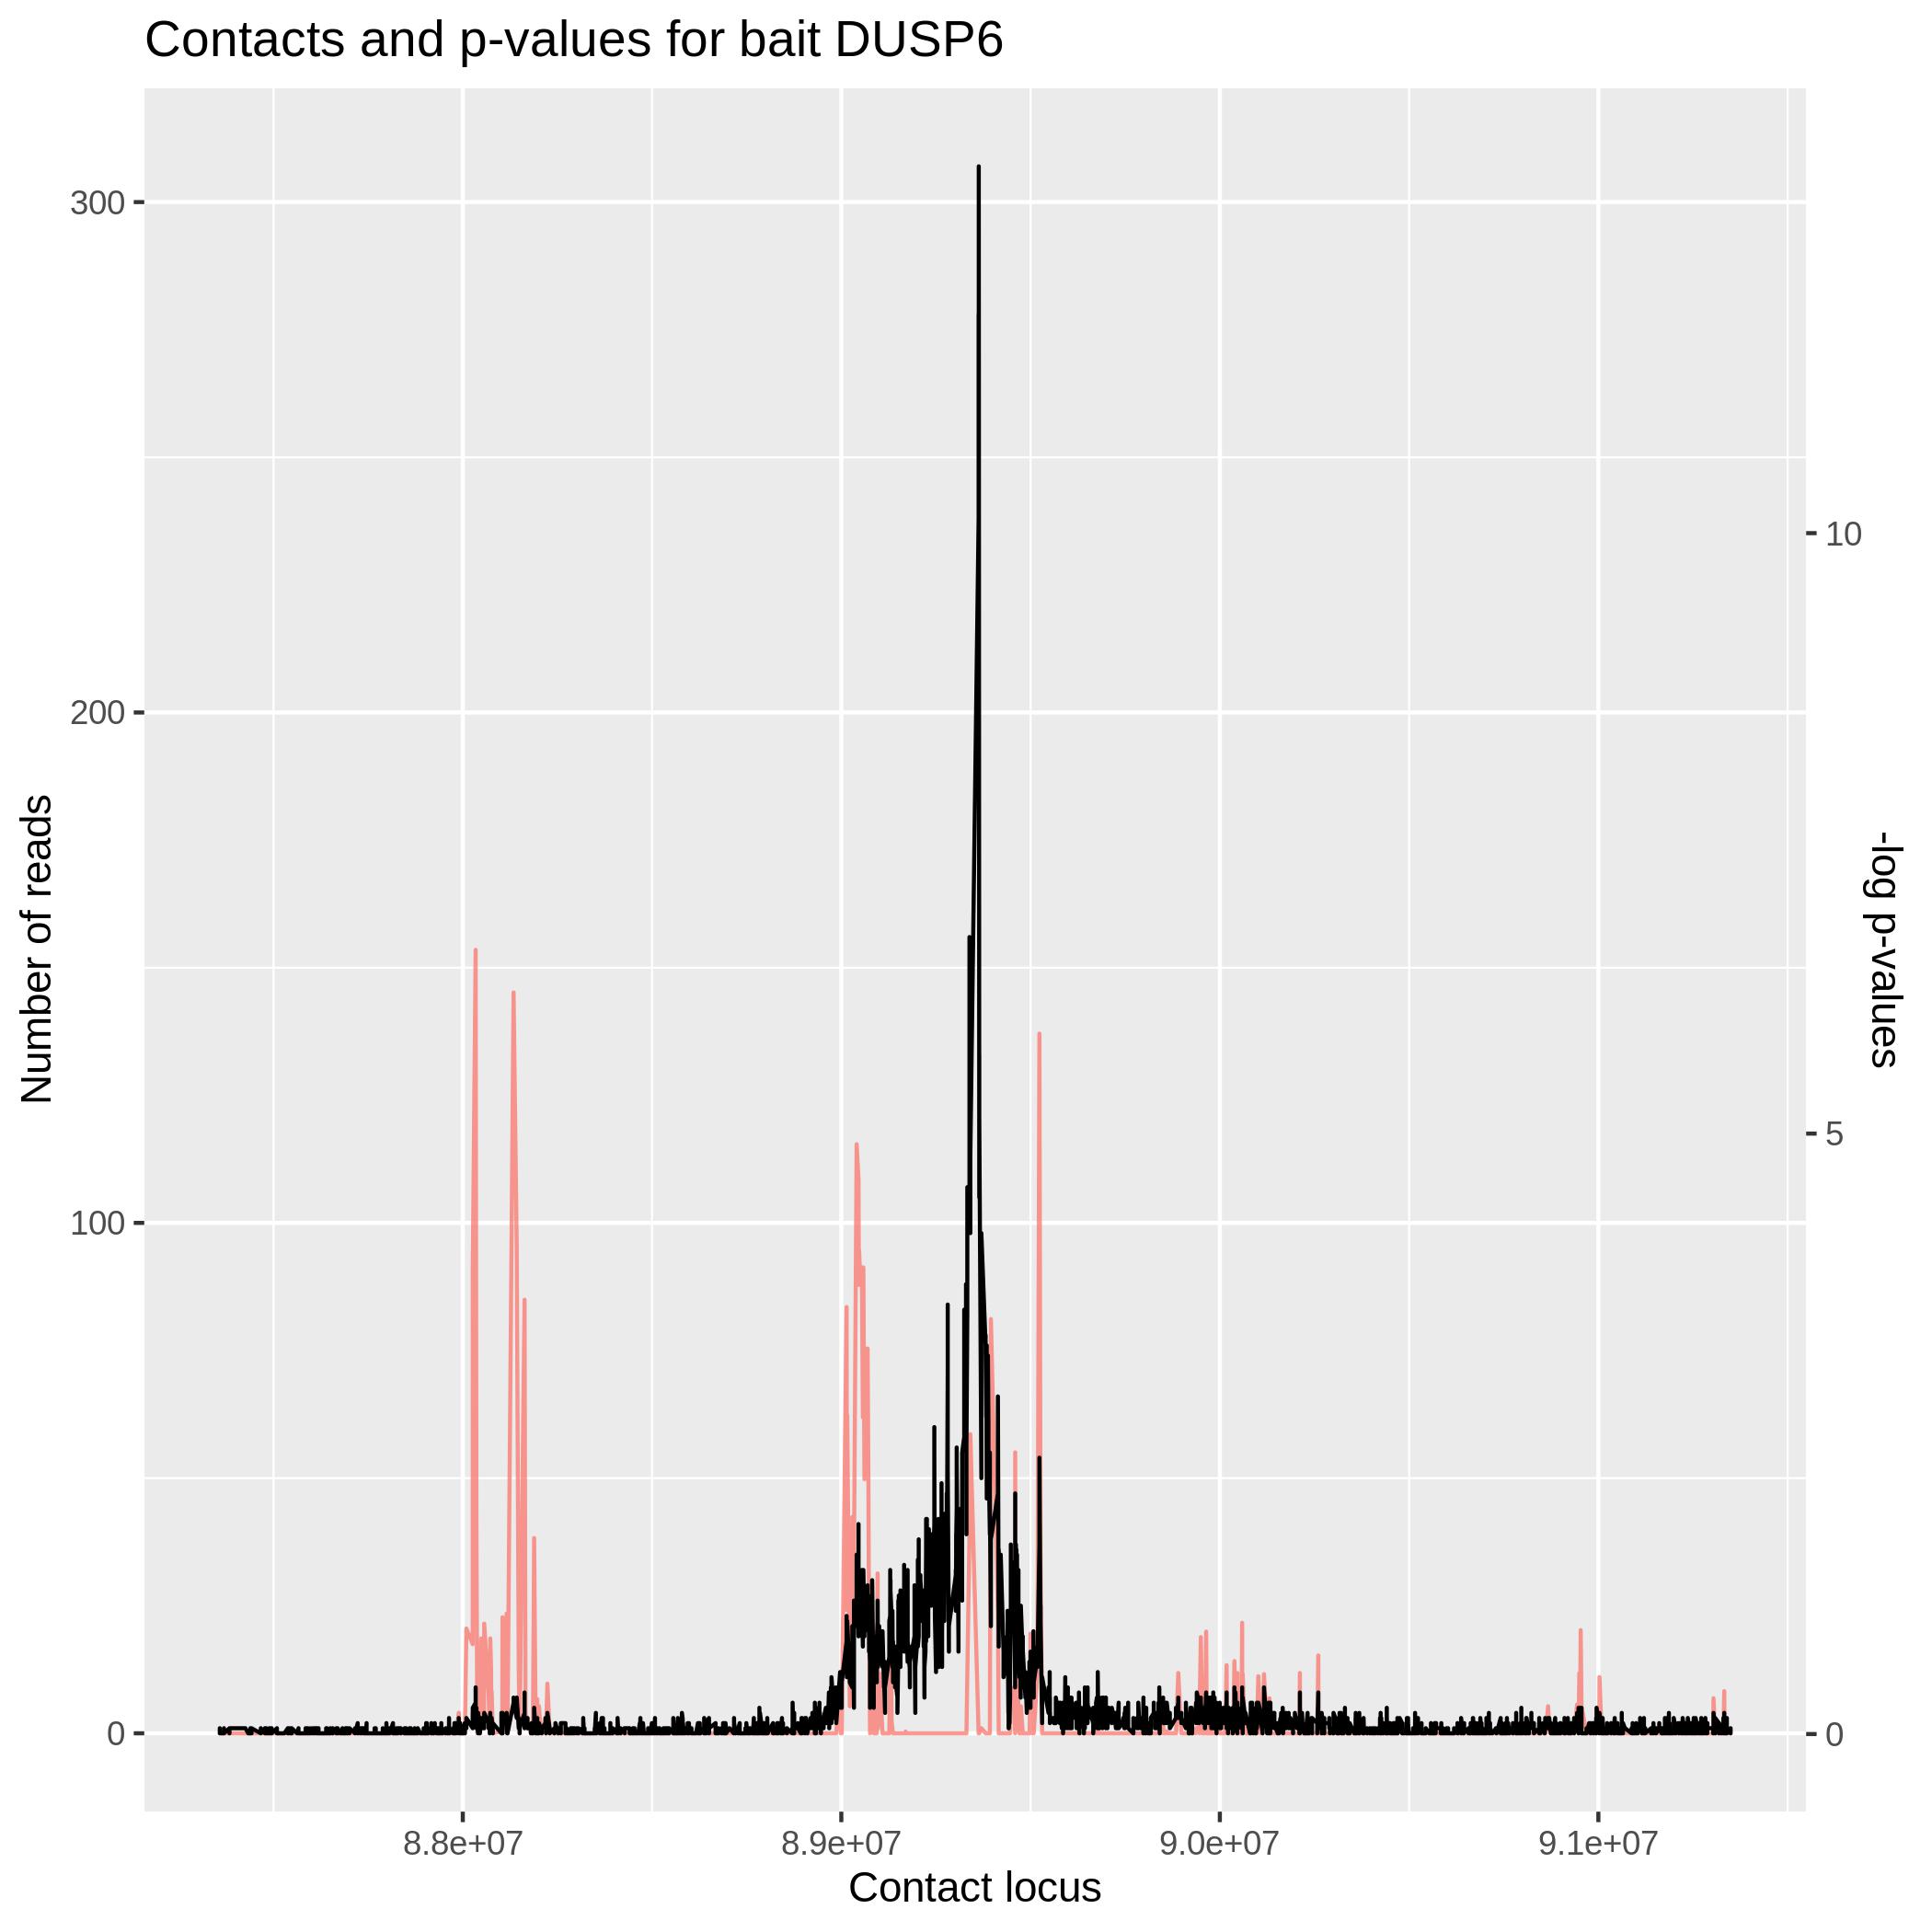 Contacts and p-values for bait DUSP6
Number of reads
300
200
100
0
10
5
0
-log p-values
8.8e+07
8.9e+07
9.0e+07
9.1e+07
Contact locus